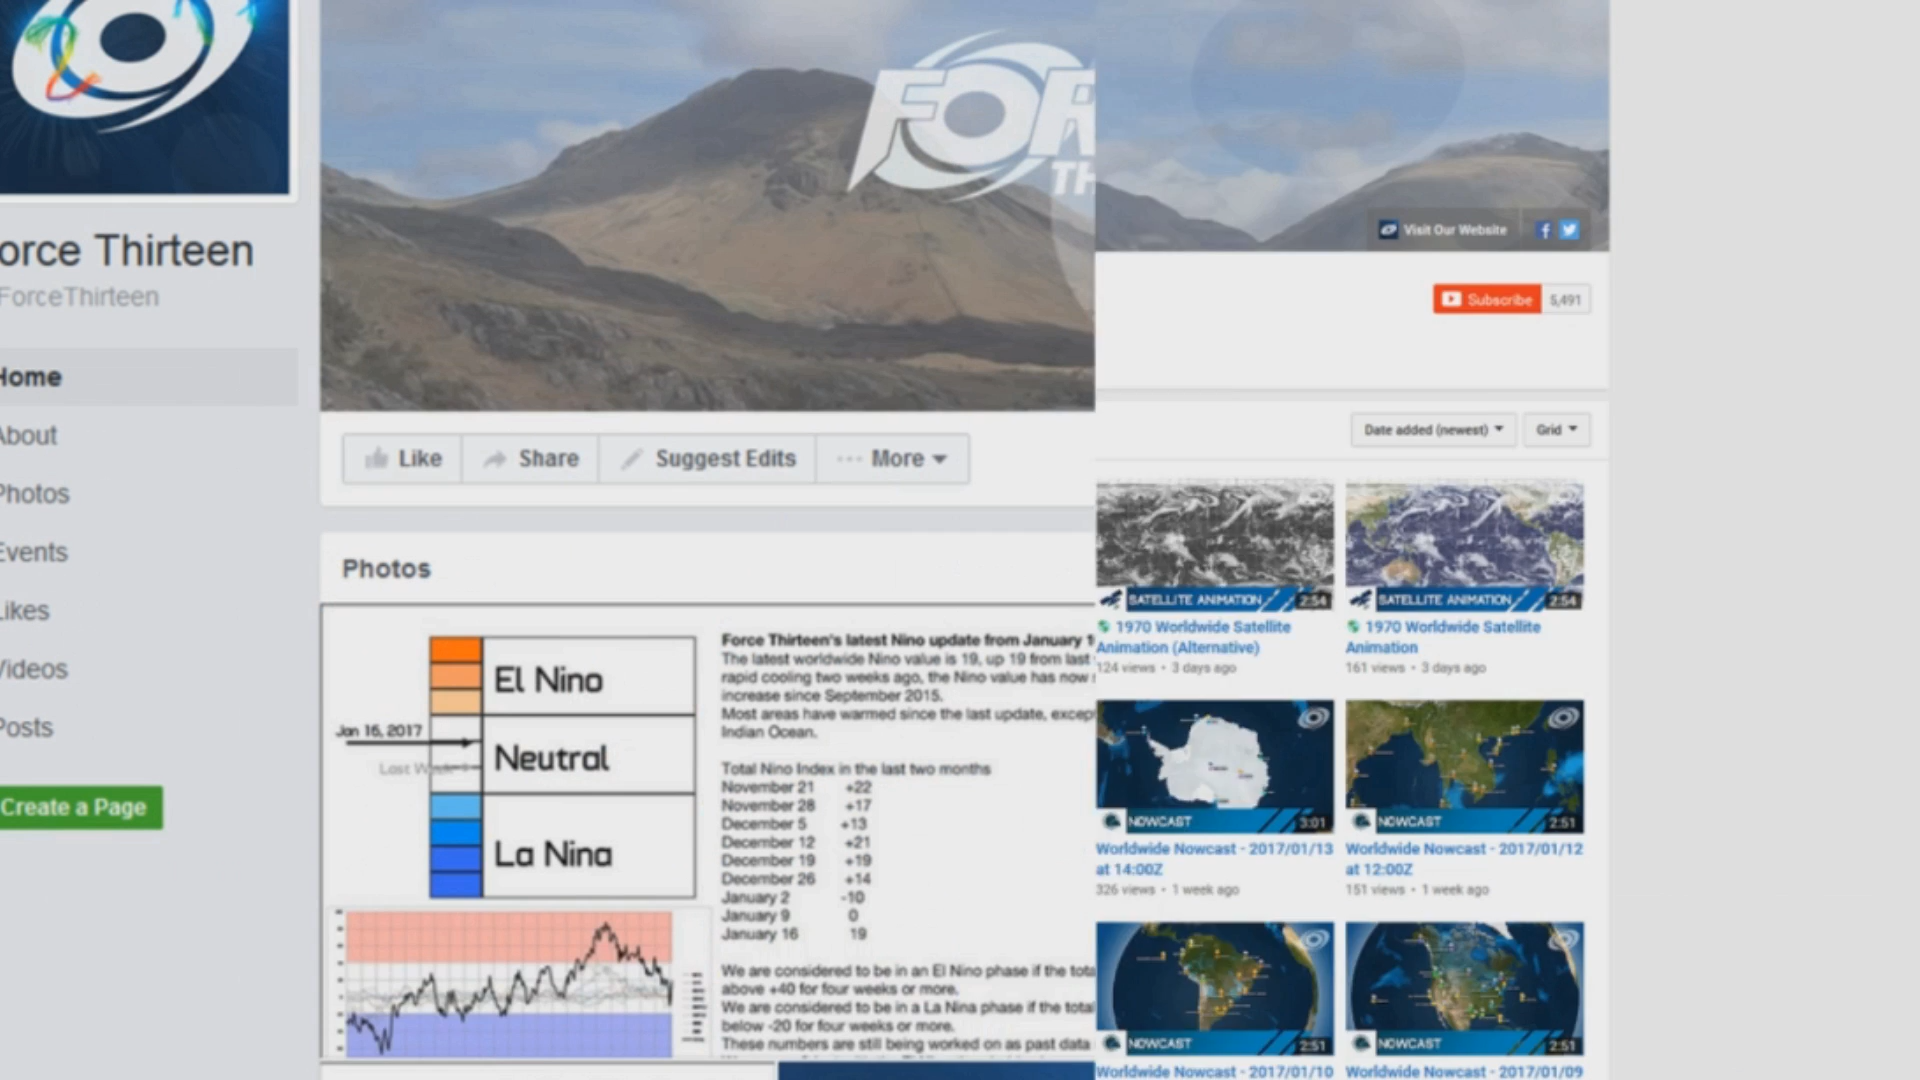 orce Thirteen
ForceThirteen
Home
About
Photos
Events
Likes
Videos
Posts
Create a Page
FOR
TH
Like
Share
Suggest Edits
More
Photos
El Nino
Neutral
La Nina
Jan 16, 2017
Last Week
Force Thirteen's latest Nino update from January 1
The latest worldwide Nino value is 19, up 19 from last
rapid cooling two weeks ago, the Nino value has now
increase since September 2015.
Most areas have warmed since the last update, excep
Indian Ocean.
Total Nino Index in the last two months
November 21 +22
November 28 +17
December 5 +13
December 12 +21
December 19 +19
December 26 +14
January 2 -10
January 9 0
January 16 19
We are considered to be in an El Nino phase if the tota
above +40 for four weeks or more.
We are considered to be in a La Nina phase if the total
below -20 for four weeks or more.
These numbers are still being worked on as past data
Visit Our Website
Subscribe 5,491
Date added (newest)
Grid
SATELLITE ANIMATION 2:54
1970 Worldwide Satellite
Animation (Alternative)
124 views • 3 days ago
SATELLITE ANIMATION 2:54
1970 Worldwide Satellite
Animation
161 views • 3 days ago
NOWCAST 3:01
Worldwide Nowcast - 2017/01/13
at 14:00Z
326 views • 1 week ago
NOWCAST 2:51
Worldwide Nowcast - 2017/01/12
at 12:00Z
151 views • 1 week ago
NOWCAST 2:51
Worldwide Nowcast - 2017/01/10
NOWCAST 2:51
Worldwide Nowcast - 2017/01/09